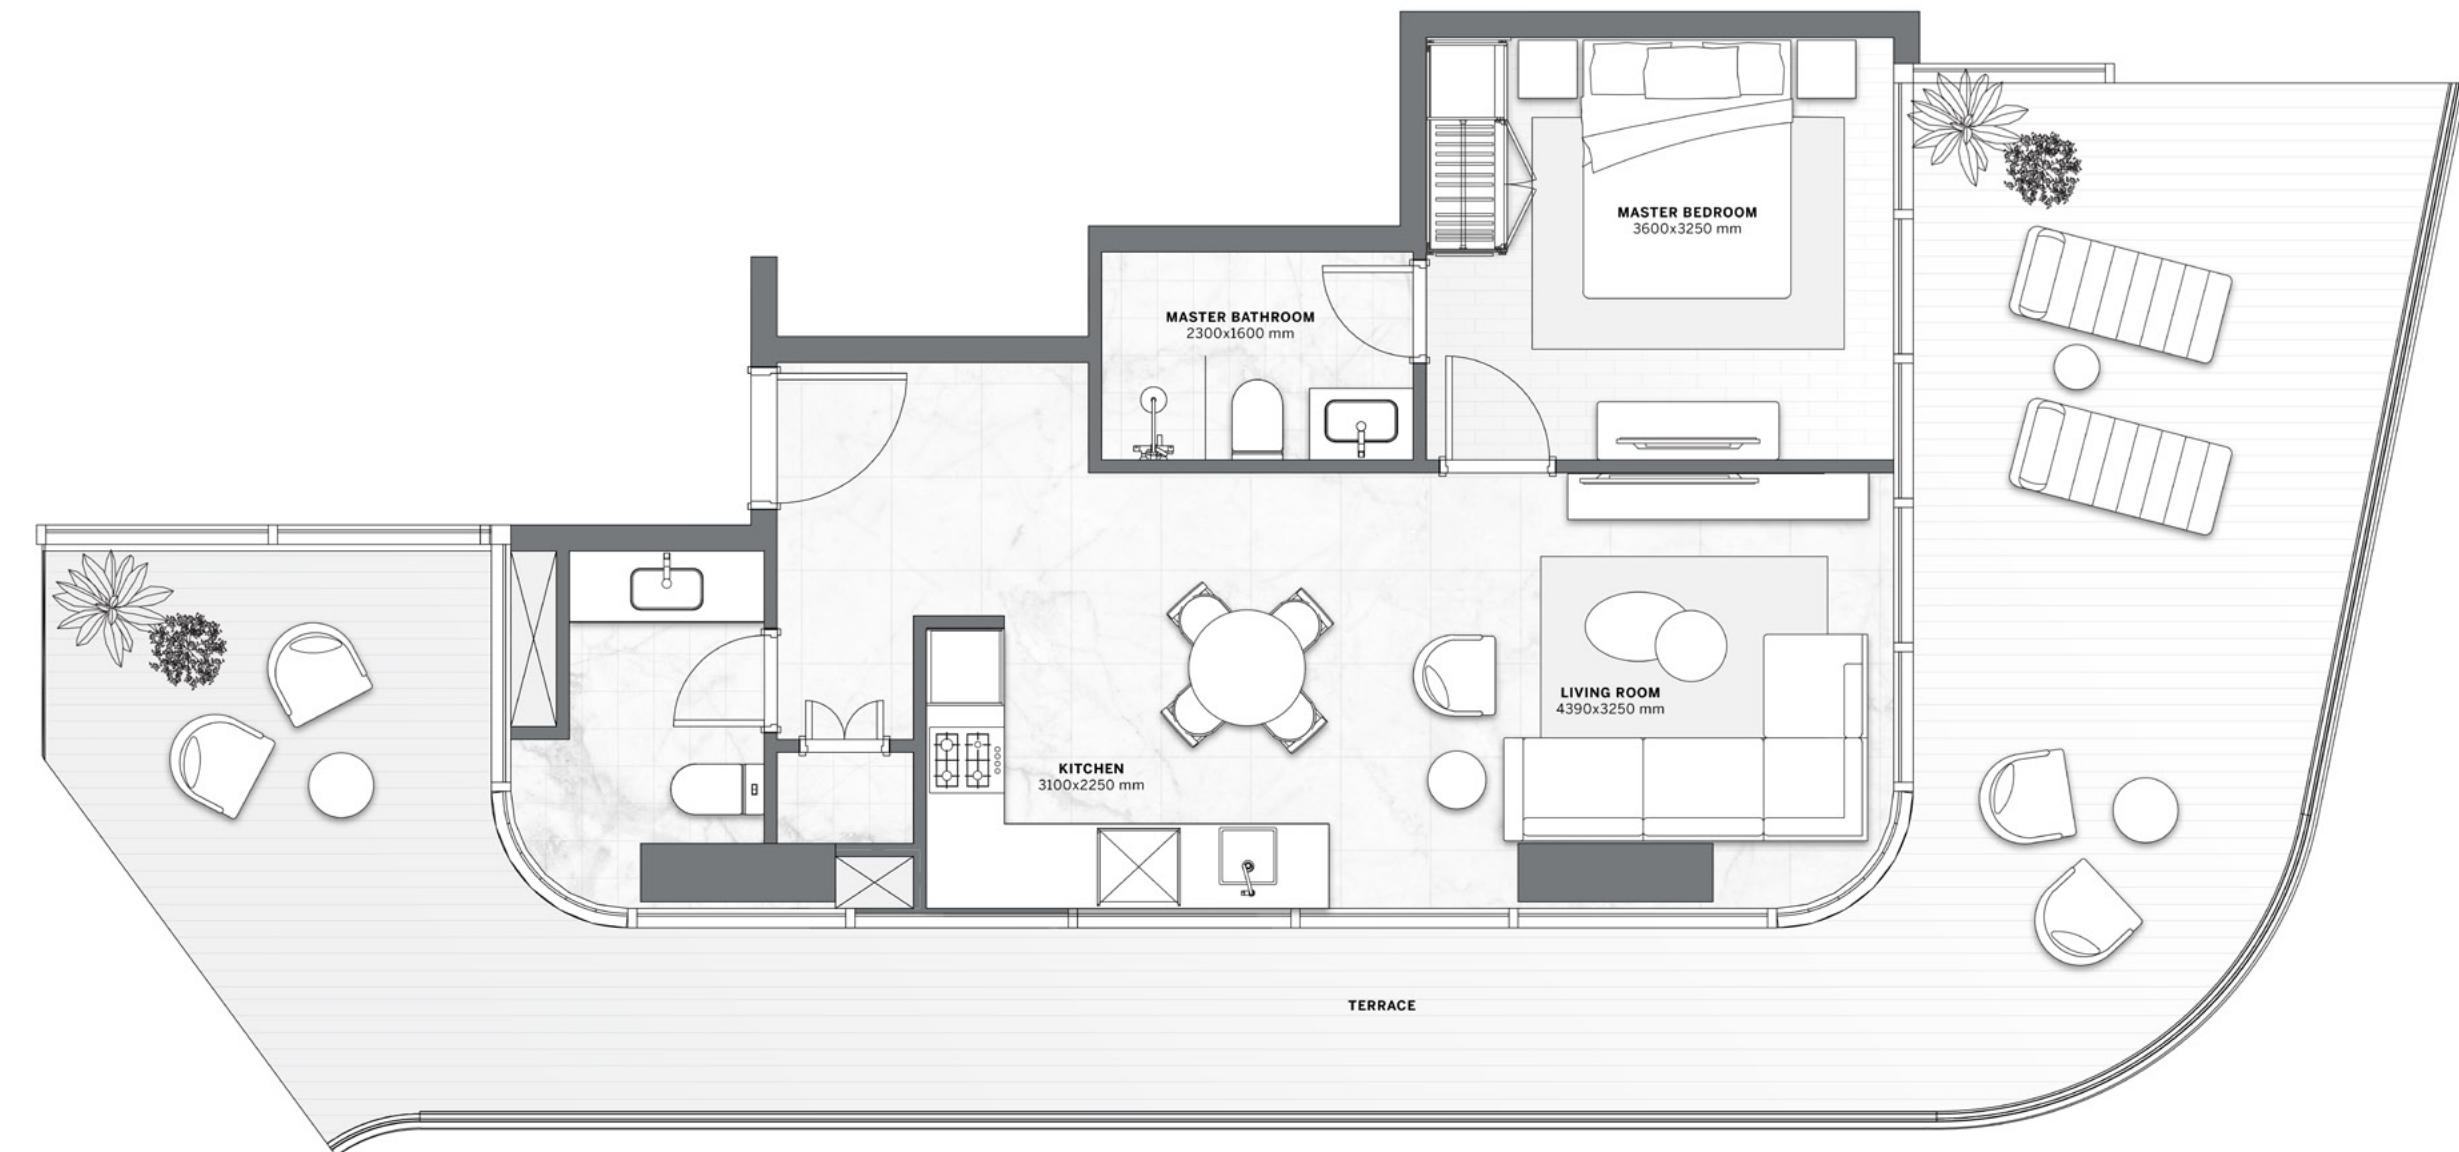 MASTER BEDROOM
3600x3250 mm
MASTER BATHROOM
2300x1600 mm
LIVING ROOM
4390x3250 mm
KITCHEN
3100x2250 mm
TERRACE